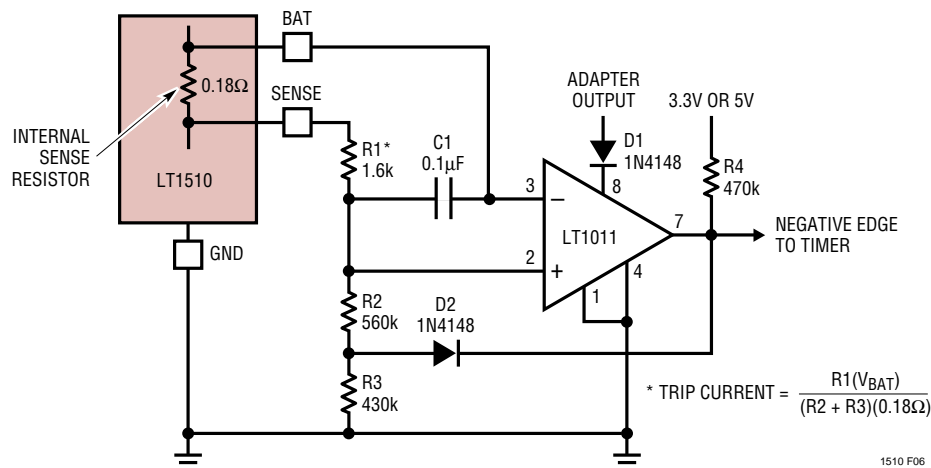 BAT
0.18Ω
SENSE
INTERNAL
SENSE
RESISTOR
LT1510
GND
R1*
1.6k
C1
0.1µF
ADAPTER
OUTPUT
3.3V OR 5V
D1
1N4148
R4
470k
3
8
–
LT1011
7
NEGATIVE EDGE
TO TIMER
2
+
4
1
R2
560k
D2
1N4148
R3
430k
* TRIP CURRENT = R1(VBAT)
(R2 + R3)(0.18Ω)
1510 F06